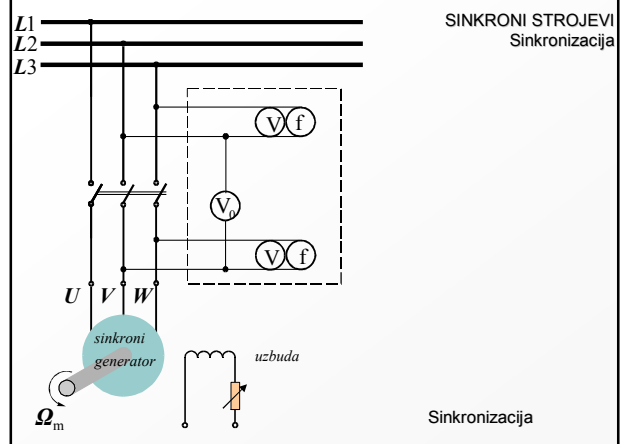 SINKRONI STROJEVI
Sinkronizacija
L1
L2
L3
V f
V0
V f
U V W
sinkroni
generator
uzbuda
Ωm
Sinkronizacija